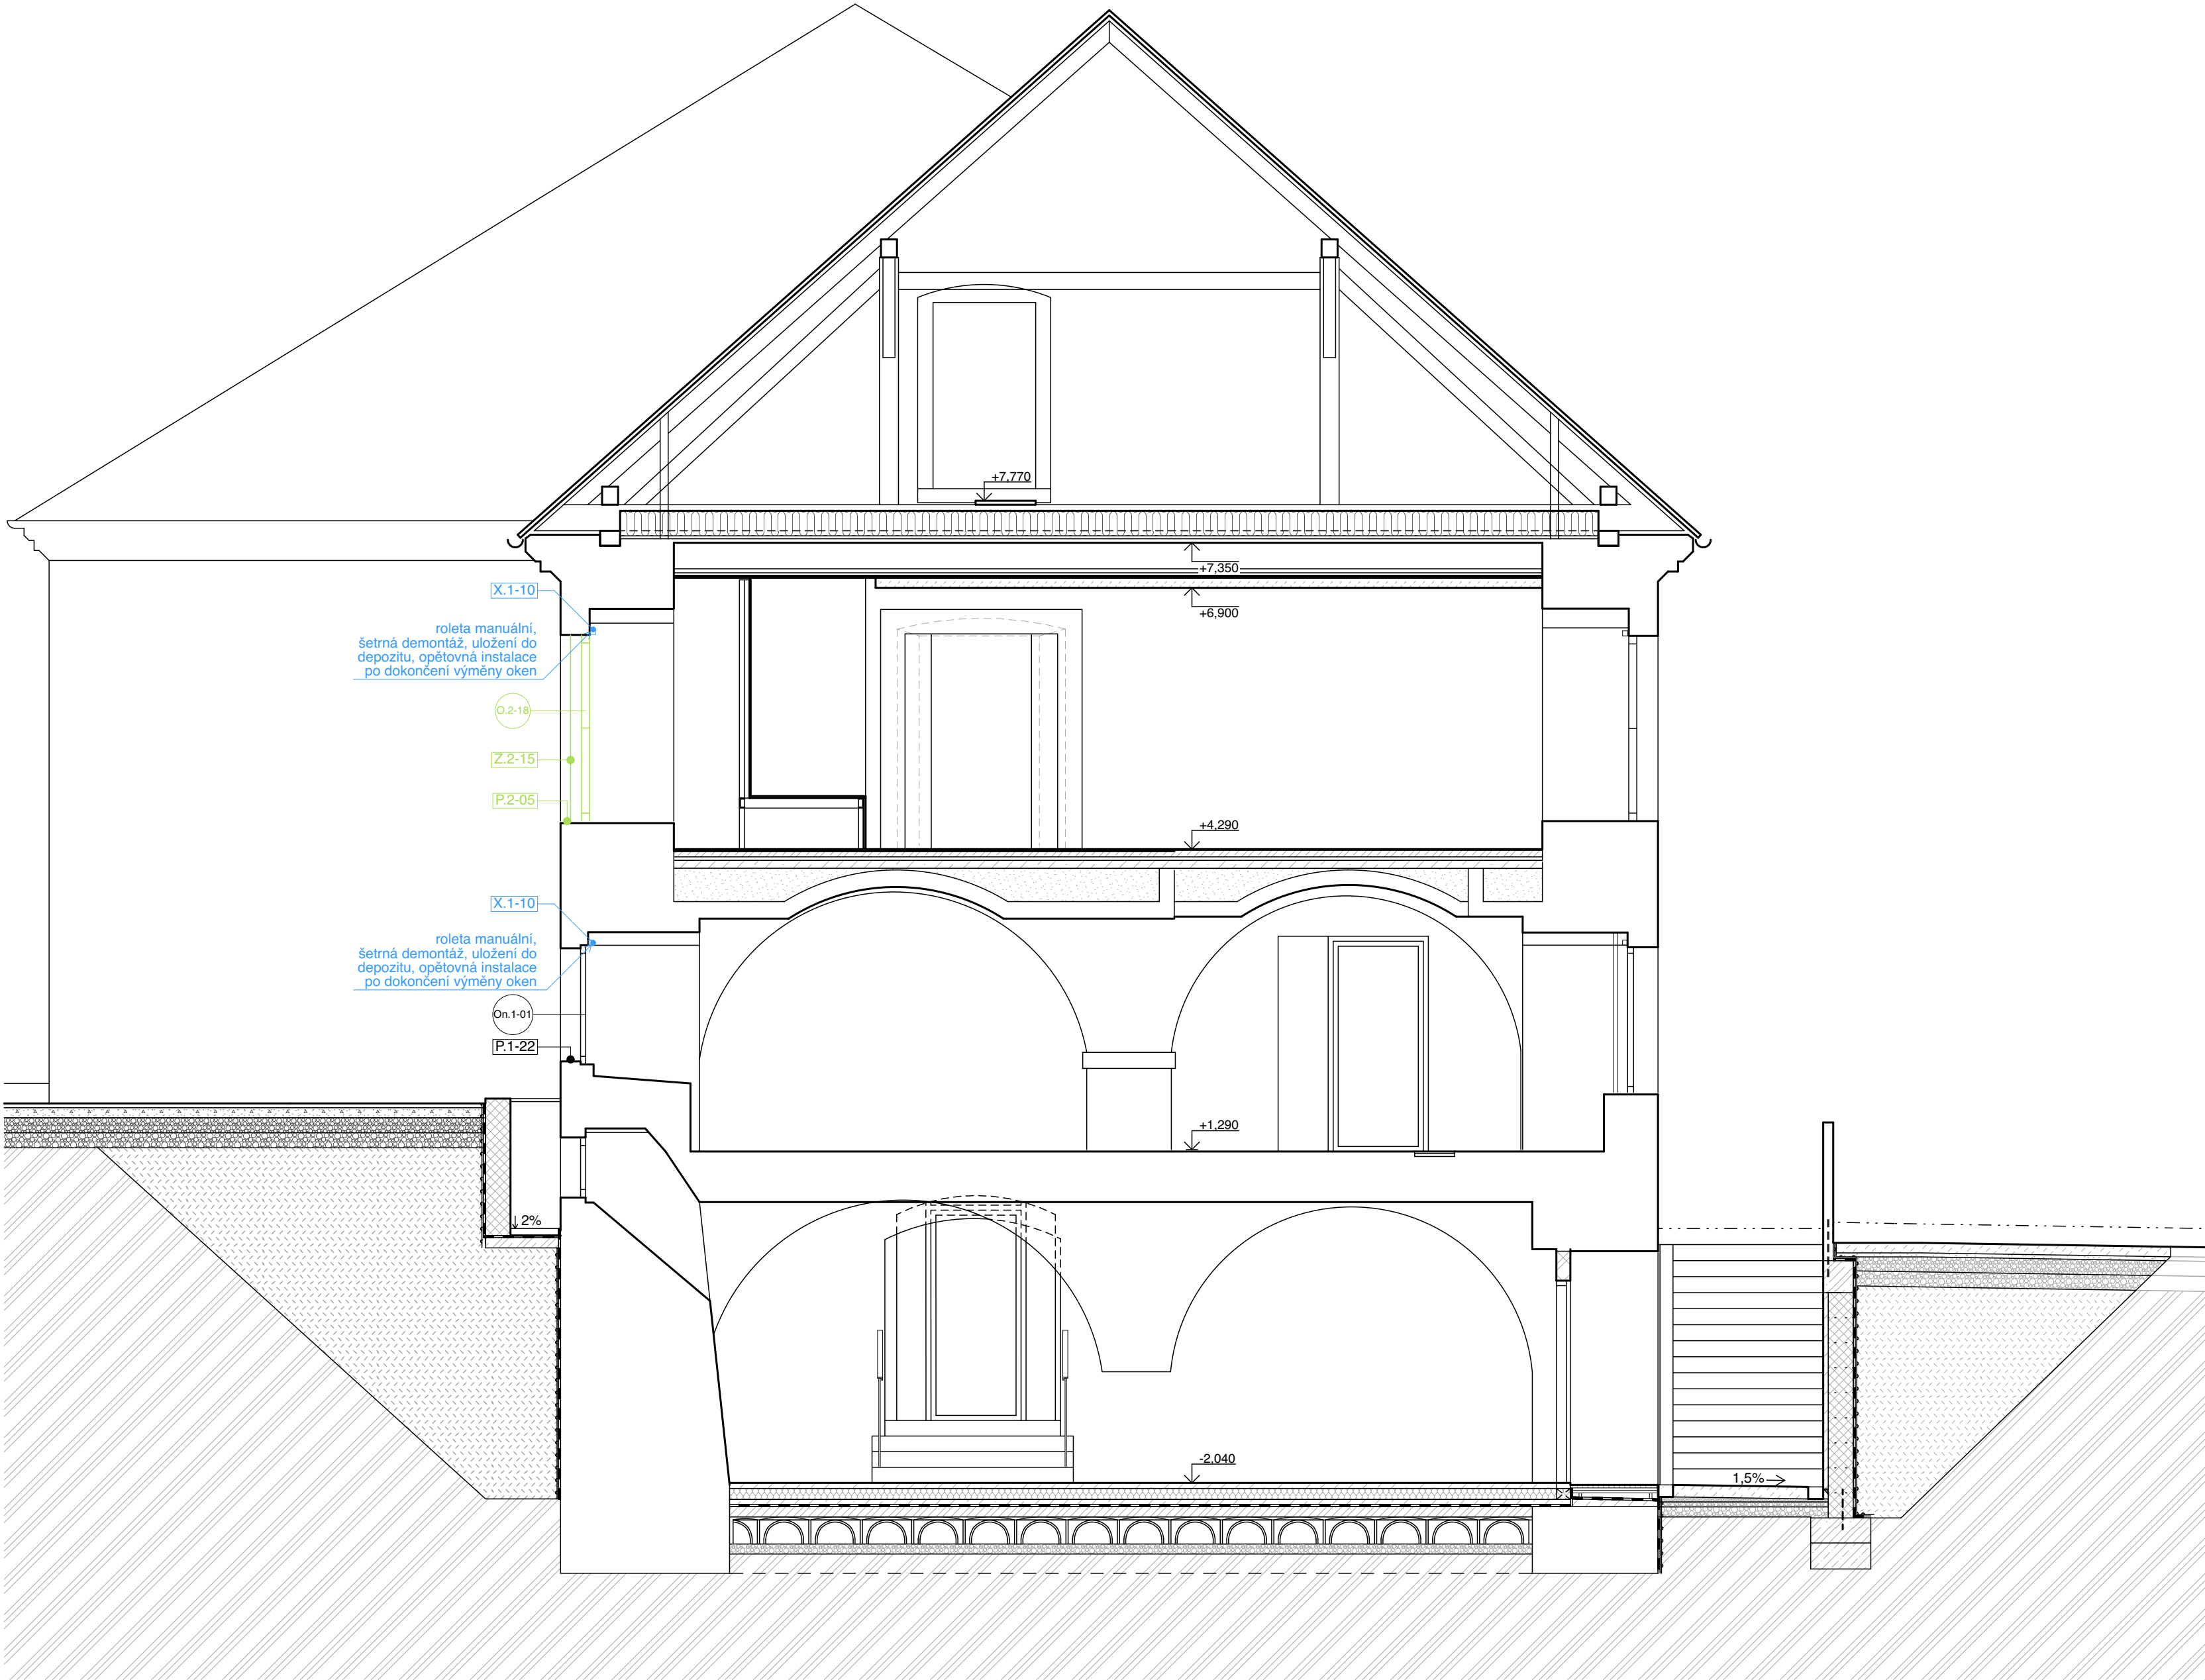 +7,770
+7,350
X.1-10
+6,900
roleta manuální,
šetrná demontáž, uložení do
depozitu, opětovná instalace
po dokončení výměny oken
O.2-18
Z.2-15
P.2-05
+4,290
X.1-10
roleta manuální,
šetrná demontáž, uložení do
depozitu, opětovná instalace
po dokončení výměny oken
On.1-01
P.1-22
+1,290
2%
-2,040
1,5%